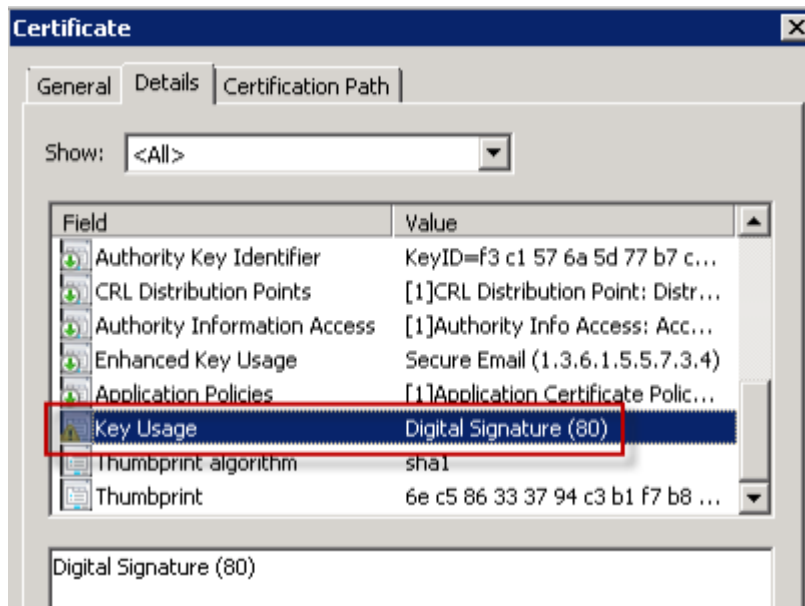 Certificate
General Details Certification Path
Show: <All>
Field Value
Authority Key Identifier KeyID=f3 c1 57 6a 5d 77 b7 c...
CRL Distribution Points [1]CRL Distribution Point: Distr...
Authority Information Access [1]Authority Info Access: Acc...
Enhanced Key Usage Secure Email (1.3.6.1.5.5.7.3.4)
Application Policies [1]Application Certificate Polic...
Key Usage Digital Signature (80)
Thumbprint algorithm sha1
Thumbprint 6e c5 86 33 37 94 c3 b1 f7 b8 ...
Digital Signature (80)